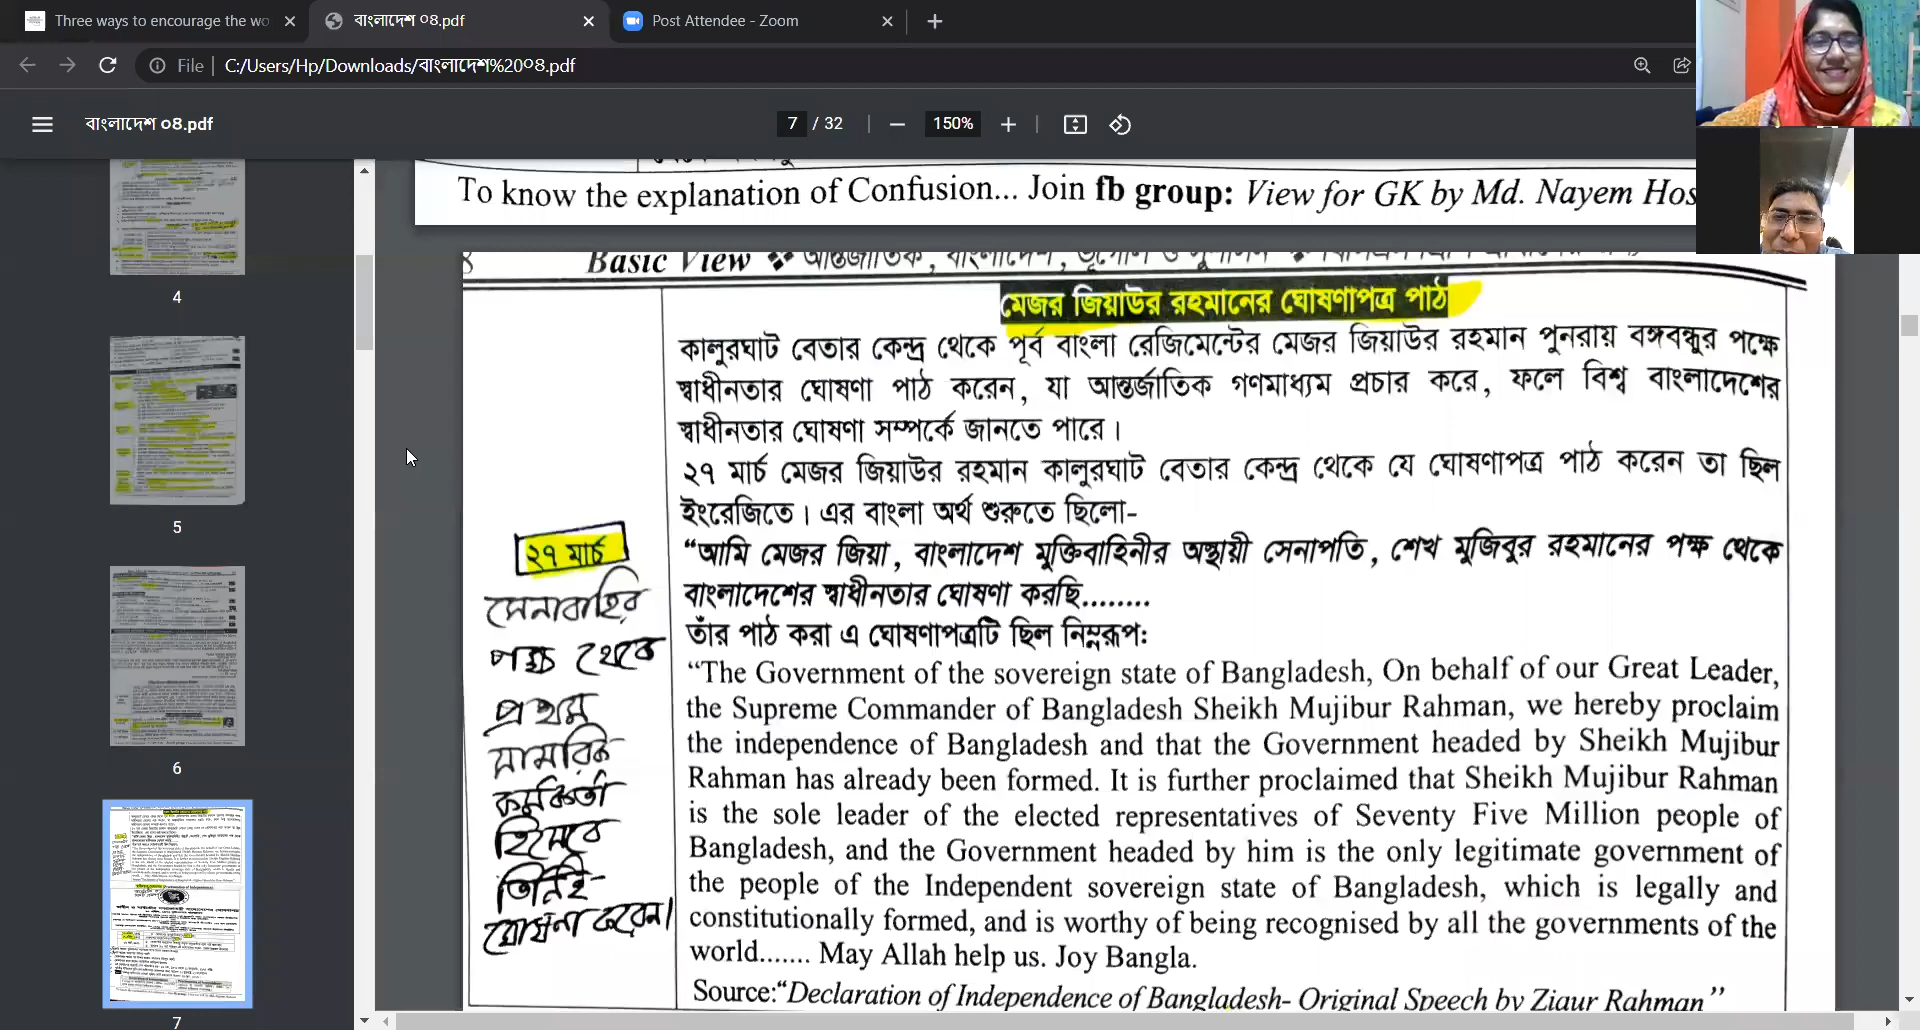 Three ways to encourage the wo
বাংলাদেশ ০৪.pdf
Post Attendee - Zoom
File
C:/Users/Hp/Downloads/বাংলাদেশ%20০৪.pdf
বাংলাদেশ ০৪.pdf
7 / 32
150%
To know the explanation of Confusion... Join fb group: View for GK by Md. Nayem Hos
Basic View ❖ আন্তর্জাতিক, বাংলাদেশ, ভূগোল ও সুশাসন
মেজর জিয়াউর রহমানের ঘোষণাপত্র পাঠ
কালুরঘাট বেতার কেন্দ্র থেকে পূর্ব বাংলা রেজিমেন্টের মেজর জিয়াউর রহমান পুনরায় বঙ্গবন্ধুর পক্ষে
স্বাধীনতার ঘোষণা পাঠ করেন, যা আন্তর্জাতিক গণমাধ্যম প্রচার করে, ফলে বিশ্ব বাংলাদেশের
স্বাধীনতার ঘোষণা সম্পর্কে জানতে পারে।
২৭ মার্চ মেজর জিয়াউর রহমান কালুরঘাট বেতার কেন্দ্র থেকে যে ঘোষণাপত্র পাঠ করেন তা ছিল
ইংরেজিতে। এর বাংলা অর্থ শুরুতে ছিলো-
“আমি মেজর জিয়া, বাংলাদেশ মুক্তিবাহিনীর অস্থায়ী সেনাপতি, শেখ মুজিবুর রহমানের পক্ষ থেকে
বাংলাদেশের স্বাধীনতার ঘোষণা করছি........
তাঁর পাঠ করা এ ঘোষণাপত্রটি ছিল নিম্নরূপ:
“The Government of the sovereign state of Bangladesh, On behalf of our Great Leader,
the Supreme Commander of Bangladesh Sheikh Mujibur Rahman, we hereby proclaim
the independence of Bangladesh and that the Government headed by Sheikh Mujibur
Rahman has already been formed. It is further proclaimed that Sheikh Mujibur Rahman
is the sole leader of the elected representatives of Seventy Five Million people of
Bangladesh, and the Government headed by him is the only legitimate government of
the people of the Independent sovereign state of Bangladesh, which is legally and
constitutionally formed, and is worthy of being recognised by all the governments of the
world....... May Allah help us. Joy Bangla.
Source:“Declaration of Independence of Bangladesh- Original Speech by Ziaur Rahman”
২৭ মার্চ
সেনাবাহির
পক্ষ থেকে
প্রথম
সামরিক
কর্মকর্তা
হিসেবে
তিনিই
ঘোষনা করেন।
4
5
6
7